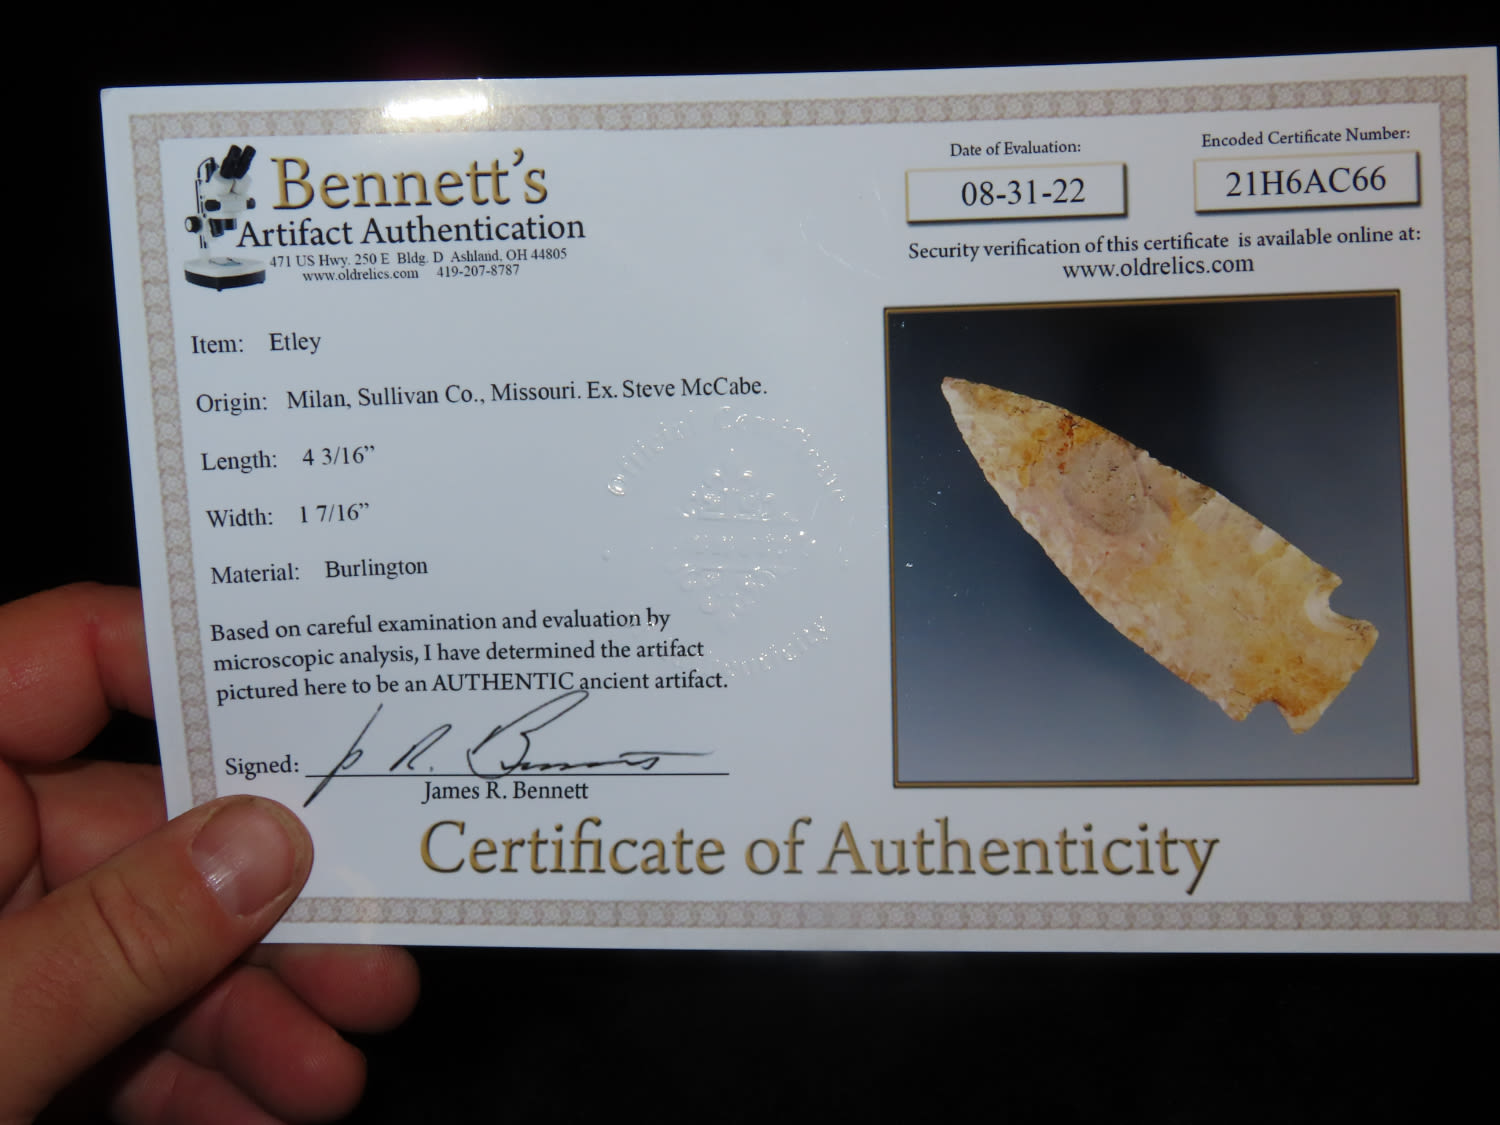 Bennett's
Artifact Authentication
471 US Hwy. 250 E Bldg. D Ashland, OH 44805
www.oldrelics.com 419-207-8787
Date of Evaluation:
08-31-22
Encoded Certificate Number:
21H6AC66
Security verification of this certificate is available online at:
www.oldrelics.com
Item: Etley
Origin: Milan, Sullivan Co., Missouri. Ex. Steve McCabe.
Length: 4 3/16”
Width: 1 7/16”
Material: Burlington
Based on careful examination and evaluation by
microscopic analysis, I have determined the artifact
pictured here to be an AUTHENTIC ancient artifact.
Signed:
James R. Bennett
Certificate of Authenticity